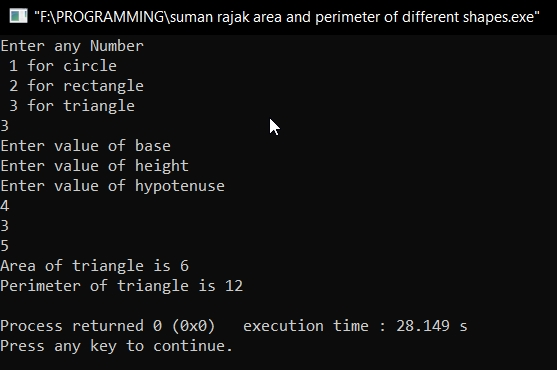 "F:\PROGRAMMING\suman rajak area and perimeter of different shapes.exe"
Enter any Number
1 for circle
2 for rectangle
3 for triangle
3
Enter value of base
Enter value of height
Enter value of hypotenuse
4
3
5
Area of triangle is 6
Perimeter of triangle is 12
Process returned 0 (0x0)   execution time : 28.149 s
Press any key to continue.